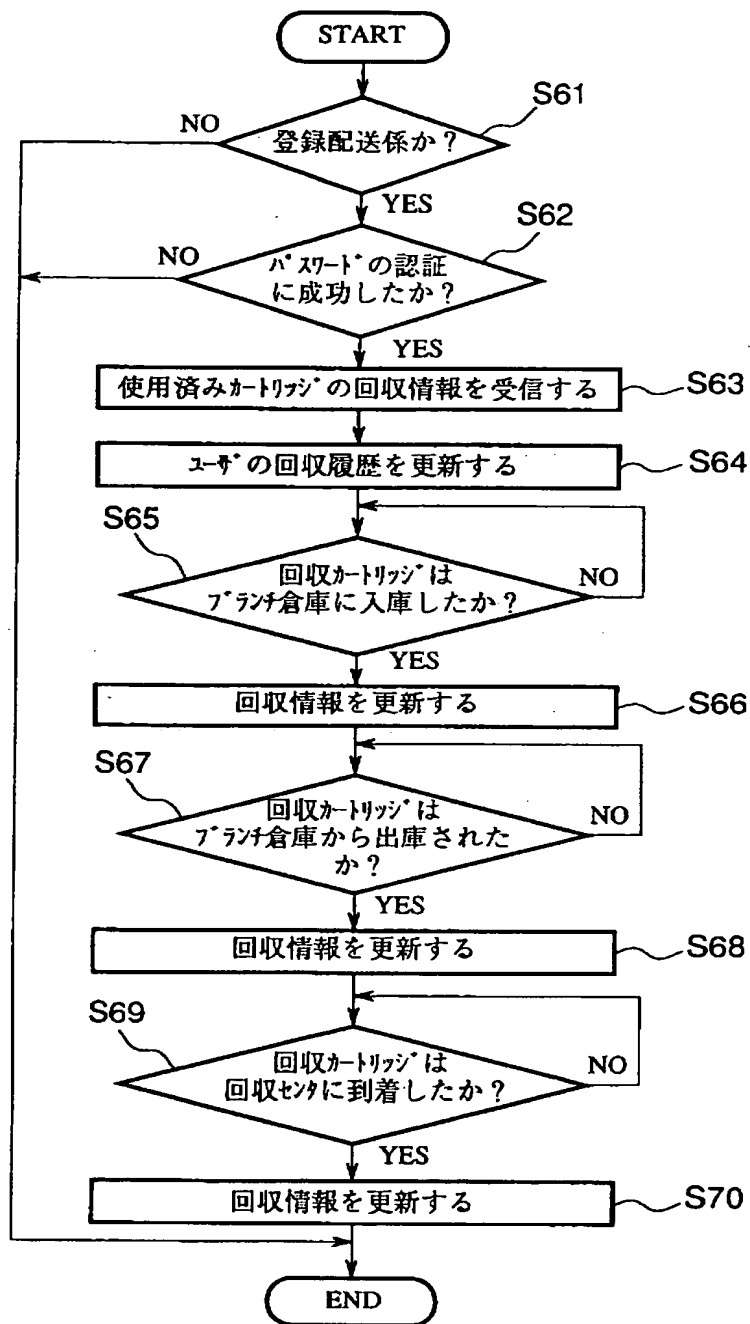 START
S61
NO
登録配送係か？
YES
S62
NO
ﾊﾟｽﾜｰﾄﾞの認証
に成功したか？
YES
使用済みｶｰﾄﾘｯｼﾞの回収情報を受信する
S63
ﾕｰｻﾞの回収履歴を更新する
S64
S65
回収ｶｰﾄﾘｯｼﾞは
ﾌﾞﾗﾝﾁ倉庫に入庫したか？
NO
YES
回収情報を更新する
S66
S67
回収ｶｰﾄﾘｯｼﾞは
ﾌﾞﾗﾝﾁ倉庫から出庫された
か？
NO
YES
回収情報を更新する
S68
S69
回収ｶｰﾄﾘｯｼﾞは
回収ｾﾝﾀに到着したか？
NO
YES
回収情報を更新する
S70
END